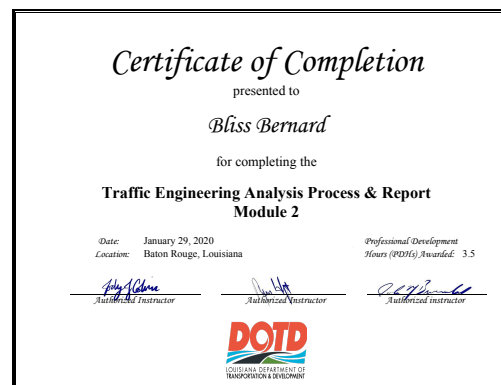 Certificate of Completion
presented to
Bliss Bernard
for completing the
Traffic Engineering Analysis Process & Report
Module 2
Date: January 29, 2020
Location: Baton Rouge, Louisiana
Professional Development
Hours (PDHs) Awarded: 3.5
Authorized Instructor
Authorized Instructor
Authorized instructor
DOTD
LOUISIANA DEPARTMENT OF
TRANSPORTATION & DEVELOPMENT